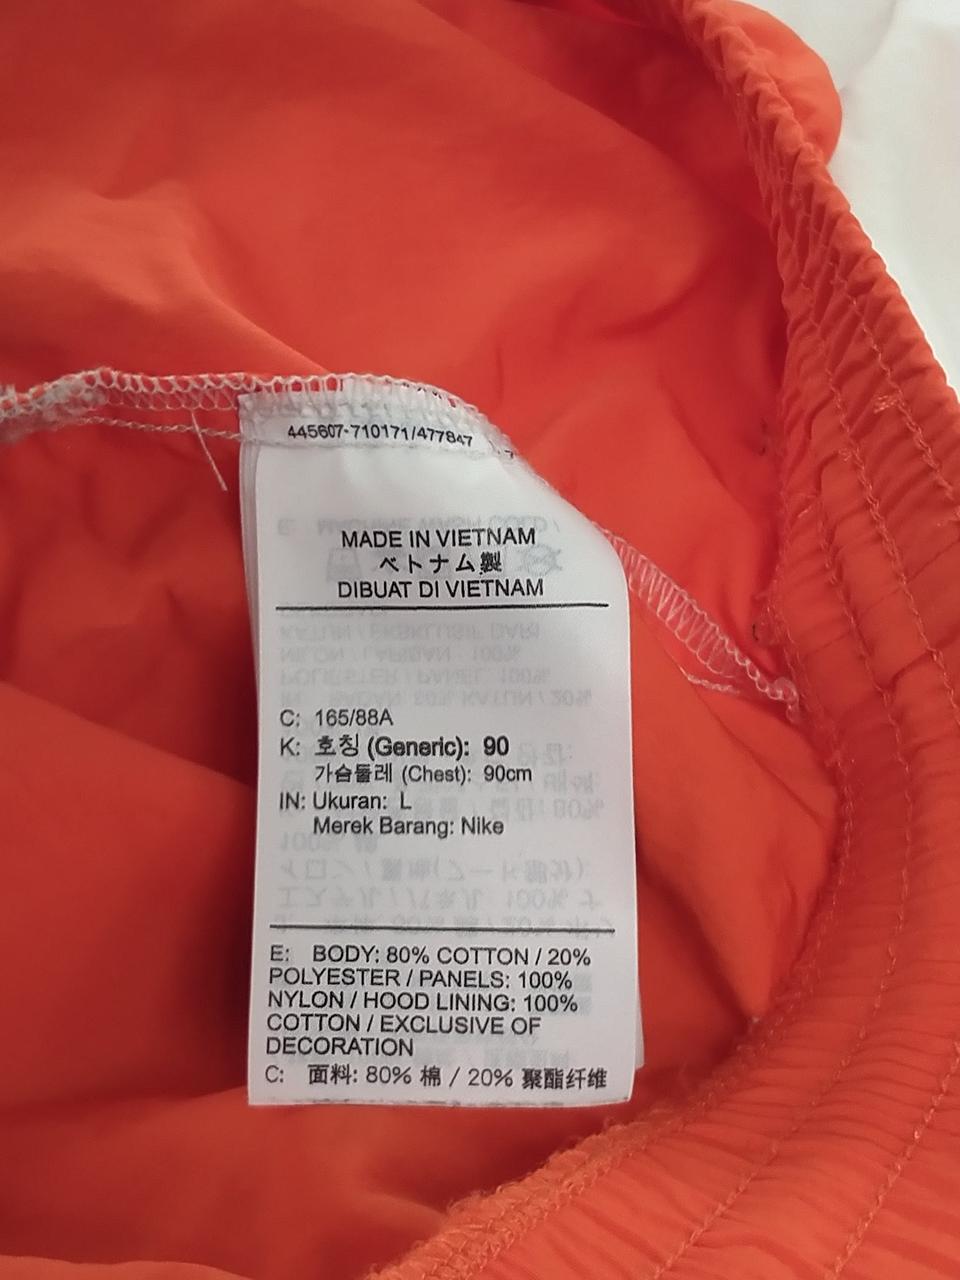 445607-710171/477847
MADE IN VIETNAM
ベトナム製
DIBUAT DI VIETNAM
C: 165/88A
K: 호칭 (Generic): 90
가슴둘레 (Chest): 90cm
IN: Ukuran: L
Merek Barang: Nike
E: BODY: 80% COTTON / 20%
POLYESTER / PANELS: 100%
NYLON / HOOD LINING: 100%
COTTON / EXCLUSIVE OF
DECORATION
C: 面料: 80% 棉 / 20% 聚酯纤维